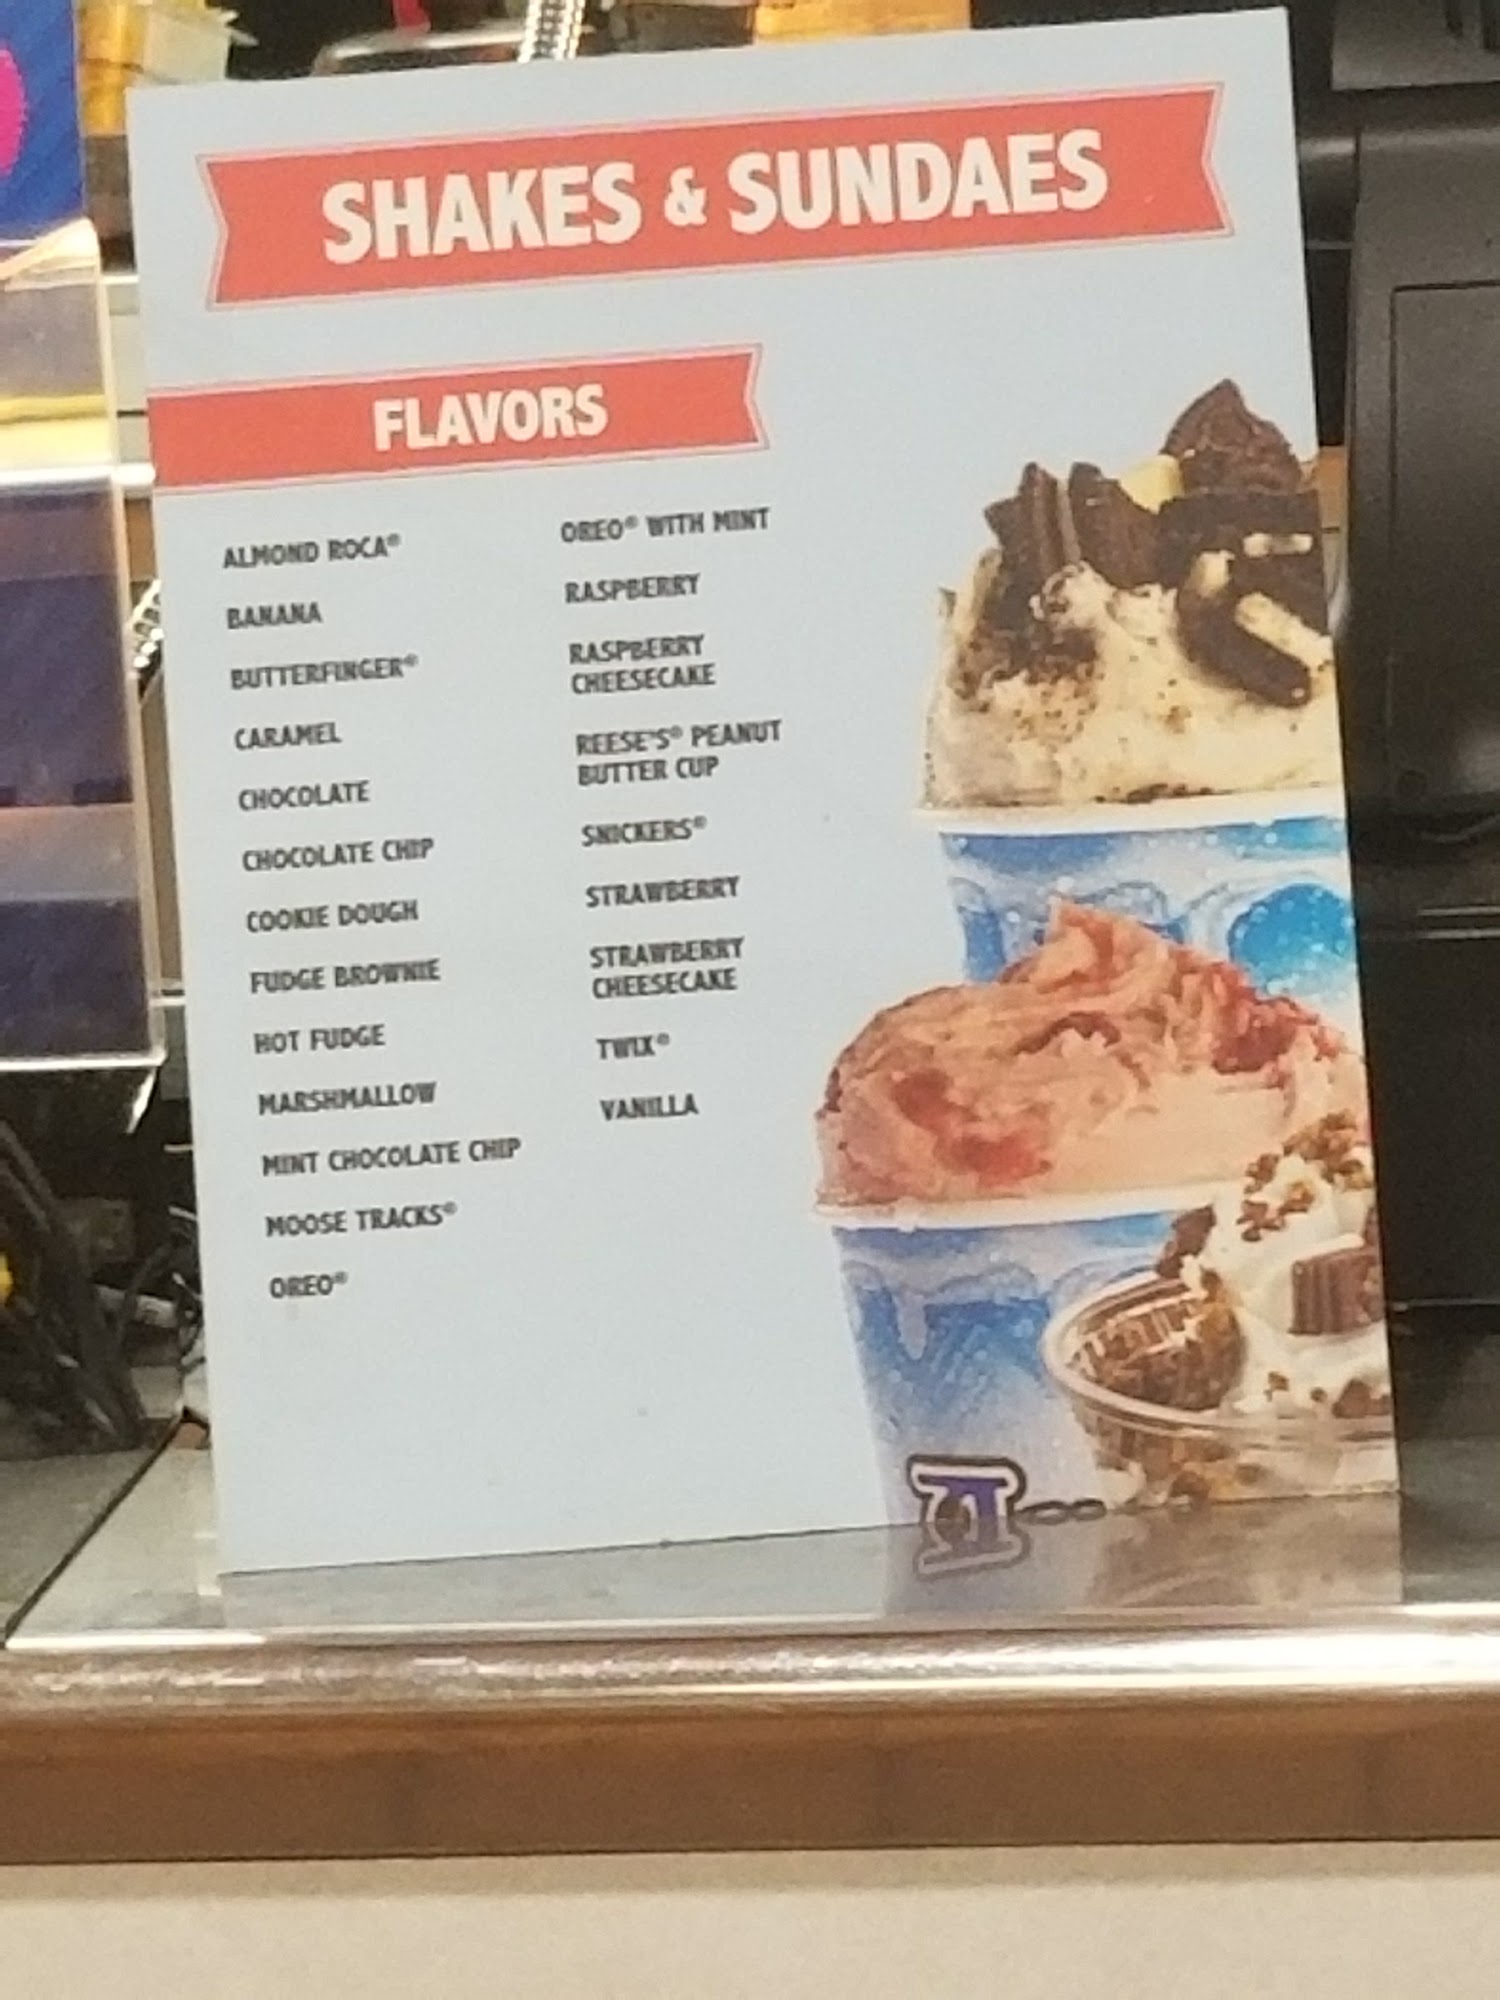 SHAKES & SUNDAES
FLAVORS
ALMOND ROCA®
BANANA
BUTTERFINGER®
CARAMEL
CHOCOLATE
CHOCOLATE CHIP
COOKIE DOUGH
FUDGE BROWNIE
HOT FUDGE
MARSHMALLOW
MINT CHOCOLATE CHIP
MOOSE TRACKS®
OREO®
OREO® WITH MINT
RASPBERRY
RASPBERRY
CHEESECAKE
REESE'S® PEANUT
BUTTER CUP
SNICKERS®
STRAWBERRY
STRAWBERRY
CHEESECAKE
TWIX®
VANILLA